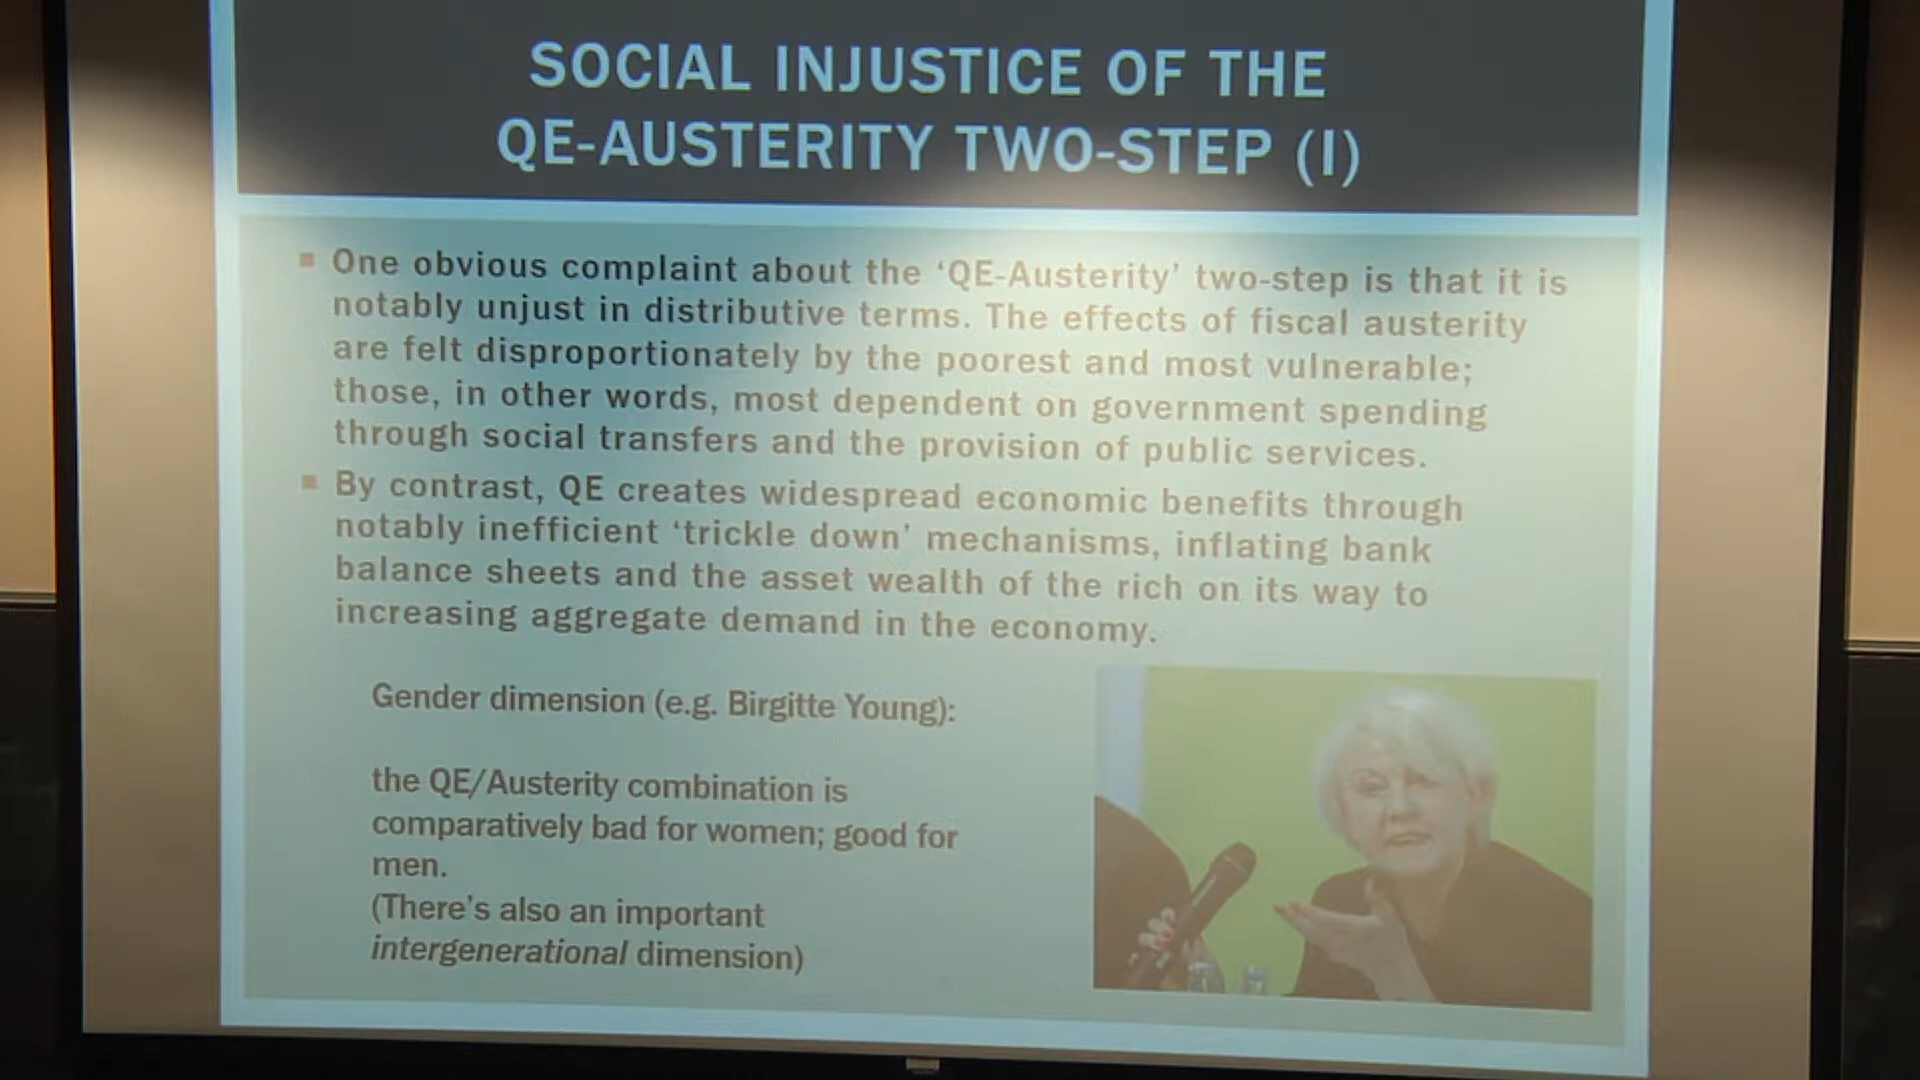 SOCIAL INJUSTICE OF THE
QE-AUSTERITY TWO-STEP (I)
One obvious complaint about the ‘QE-Austerity’ two-step is that it is
notably unjust in distributive terms. The effects of fiscal austerity
are felt disproportionately by the poorest and most vulnerable;
those, in other words, most dependent on government spending
through social transfers and the provision of public services.
By contrast, QE creates widespread economic benefits through
notably inefficient ‘trickle down’ mechanisms, inflating bank
balance sheets and the asset wealth of the rich on its way to
increasing aggregate demand in the economy.
Gender dimension (e.g. Birgitte Young):
the QE/Austerity combination is
comparatively bad for women; good for
men.
(There’s also an important
intergenerational dimension)